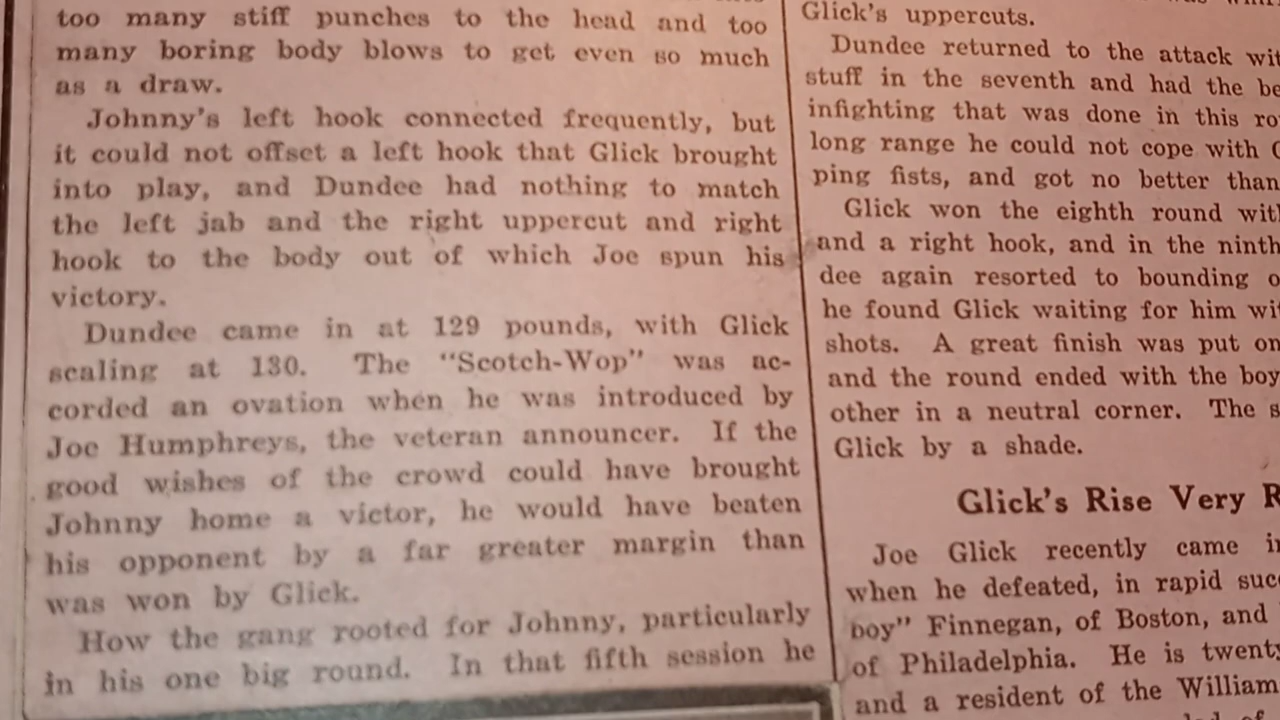 too many stiff punches to the head and too
many boring body blows to get even so much
as a draw.
Johnny's left hook connected frequently, but
it could not offset a left hook that Glick brought
into play, and Dundee had nothing to match
the left jab and the right uppercut and right
hook to the body out of which Joe spun his
victory.
Dundee came in at 129 pounds, with Glick
scaling at 130. The "Scotch-Wop" was ac-
corded an ovation when he was introduced by
Joe Humphreys, the veteran announcer. If the
good wishes of the crowd could have brought
Johnny home a victor, he would have beaten
his opponent by a far greater margin than
was won by Glick.
How the gang rooted for Johnny, particularly
in his one big round. In that fifth session he
Glick's uppercuts.
Dundee returned to the attack wit
stuff in the seventh and had the be
infighting that was done in this ro
long range he could not cope with
ping fists, and got no better than
Glick won the eighth round with
and a right hook, and in the ninth
dee again resorted to bounding o
he found Glick waiting for him wi
shots. A great finish was put on
and the round ended with the boy
other in a neutral corner. The s
Glick by a shade.
Glick's Rise Very R
Joe Glick recently came in
when he defeated, in rapid suc
boy" Finnegan, of Boston, and
of Philadelphia. He is twenty
and a resident of the William